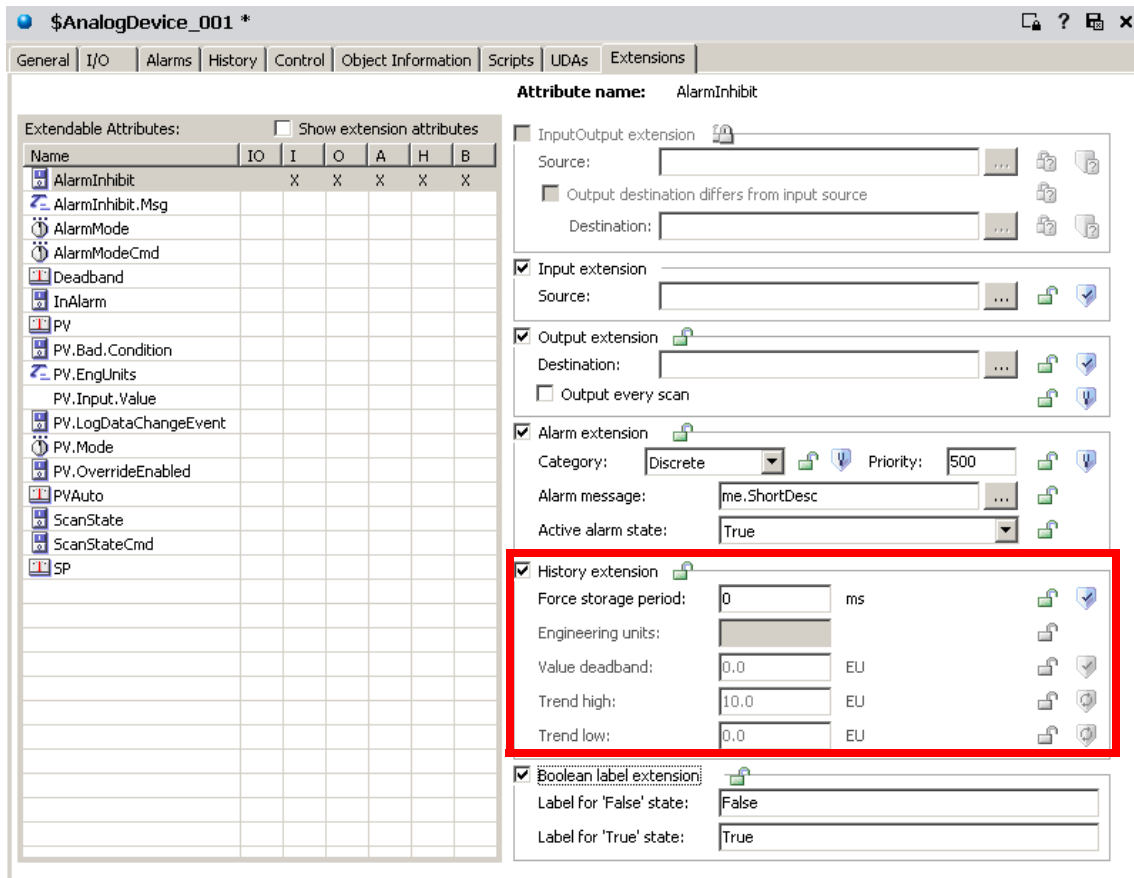 $AnalogDevice_001 *
?
General I/O Alarms History Control Object Information Scripts UDAs Extensions
Attribute name: AlarmInhibit
Extendable Attributes: Show extension attributes
Name IO I O A H B
AlarmInhibit X X X X X
AlarmInhibit.Msg
AlarmMode
AlarmModeCmd
Deadband
InAlarm
PV
PV.Bad.Condition
PV.EngUnits
PV.Input.Value
PV.LogDataChangeEvent
PV.Mode
PV.OverrideEnabled
PVAuto
ScanState
ScanStateCmd
SP
InputOutput extension
Source: ...
Output destination differs from input source
Destination: ...
Input extension
Source: ...
Output extension
Destination: ...
Output every scan
Alarm extension
Category: Discrete Priority: 500
Alarm message: me.ShortDesc ...
Active alarm state: True
History extension
Force storage period: 0 ms
Engineering units:
Value deadband: 0.0 EU
Trend high: 10.0 EU
Trend low: 0.0 EU
Boolean label extension
Label for 'False' state: False
Label for 'True' state: True